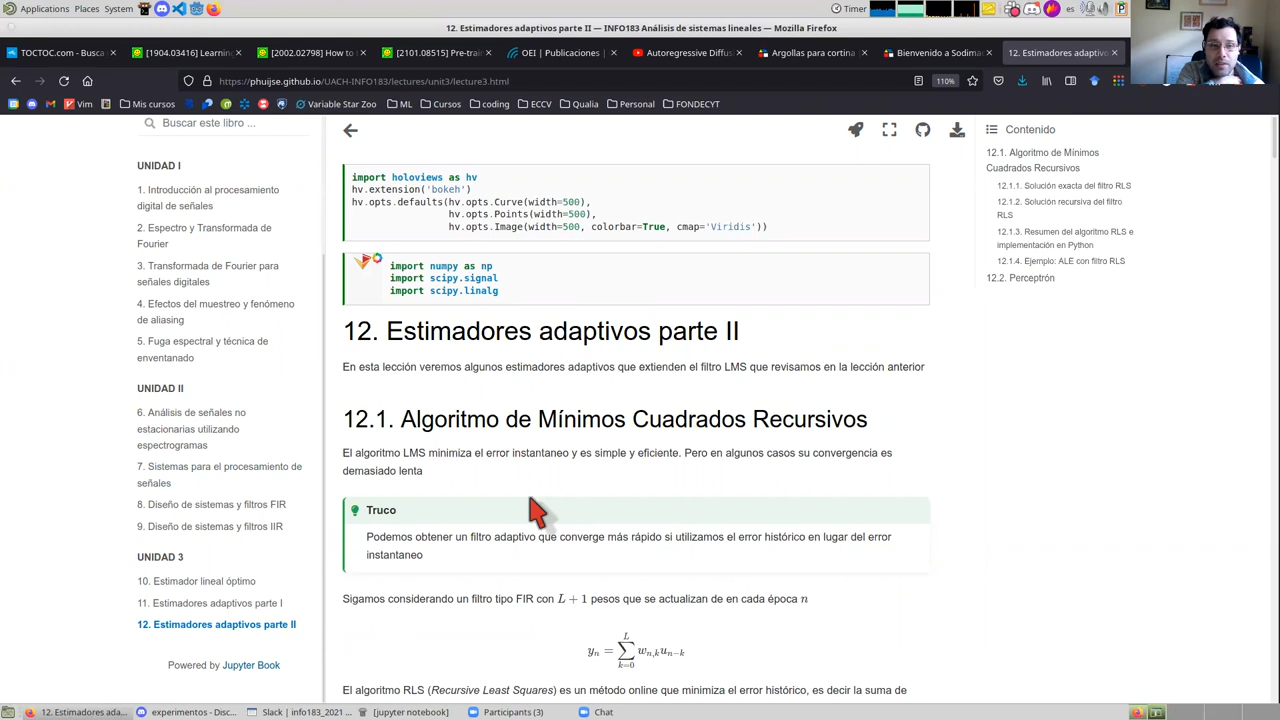 Applications Places System
Timer
es
12. Estimadores adaptivos parte II — INFO183 Análisis de sistemas lineales — Mozilla Firefox
TOCTOC.com - Busca
[1904.03416] Learning
[2002.02798] How to
[2101.08519] Pre-train
CEI | Publicaciones
Autoregressive Diffus
Argollas para cortina
Bienvenido a Sodimac
12. Estimadores adaptivo
https://phuijse.github.io/UACH-INFO183/lectures/unit3/lecture3.html
110%
Vim
Mis cursos
Variable Star Zoo
ML
Cursos
coding
ECCV
Qualia
Personal
FONDECYT
Buscar este libro ...
UNIDAD I
1. Introducción al procesamiento
digital de señales
2. Espectro y Transformada de
Fourier
3. Transformada de Fourier para
señales digitales
4. Efectos del muestreo y fenómeno
de aliasing
5. Fuga espectral y técnica de
enventanado
UNIDAD II
6. Análisis de señales no
estacionarias utilizando
espectrogramas
7. Sistemas para el procesamiento de
señales
8. Diseño de sistemas y filtros FIR
9. Diseño de sistemas y filtros IIR
UNIDAD 3
10. Estimador lineal óptimo
11. Estimadores adaptivos parte I
12. Estimadores adaptivos parte II
Powered by Jupyter Book
import holoviews as hv
hv.extension('bokeh')
hv.opts.defaults(hv.opts.Curve(width=500),
hv.opts.Points(width=500),
hv.opts.Image(width=500, colorbar=True, cmap='Viridis'))
import numpy as np
import scipy.signal
import scipy.linalg
12. Estimadores adaptivos parte II
En esta lección veremos algunos estimadores adaptivos que extienden el filtro LMS que revisamos en la lección anterior
12.1. Algoritmo de Mínimos Cuadrados Recursivos
El algoritmo LMS minimiza el error instantaneo y es simple y eficiente. Pero en algunos casos su convergencia es
demasiado lenta
Truco
Podemos obtener un filtro adaptivo que converge más rápido si utilizamos el error histórico en lugar del error
instantaneo
Sigamos considerando un filtro tipo FIR con L + 1 pesos que se actualizan de en cada época n
y_n = \sum_{k=0}^{L} w_{n,k} u_{n-k}
El algoritmo RLS (Recursive Least Squares) es un método online que minimiza el error histórico, es decir la suma de
Contenido
12.1. Algoritmo de Mínimos
Cuadrados Recursivos
12.1.1. Solución exacta del filtro RLS
12.1.2. Solución recursiva del filtro
RLS
12.1.3. Resumen del algoritmo RLS e
implementación en Python
12.1.4. Ejemplo: ALE con filtro RLS
12.2. Perceptrón
12. Estimadores ada...
experimentos - Disc...
Slack | info183_2021 ...
[jupyter notebook]
Participants (3)
Chat